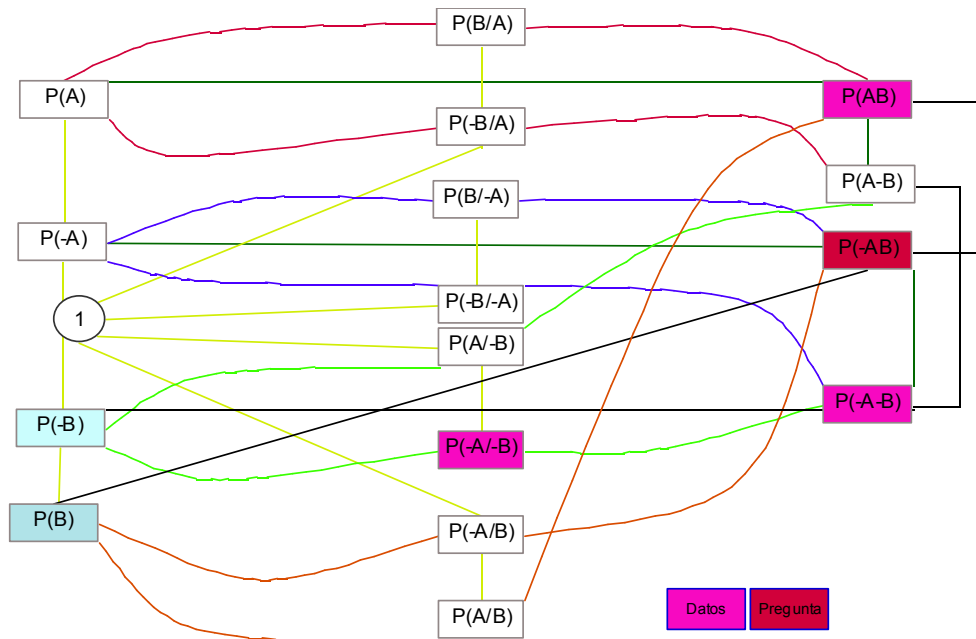 P(B/A)
P(A)
P(AB)
P(-B/A)
P(A-B)
P(B/-A)
P(-A)
P(-AB)
P(-B/-A)
1
P(A/-B)
P(-A-B)
P(-B)
P(-A/-B)
P(B)
P(-A/B)
P(A/B)
Datos
Pregunta